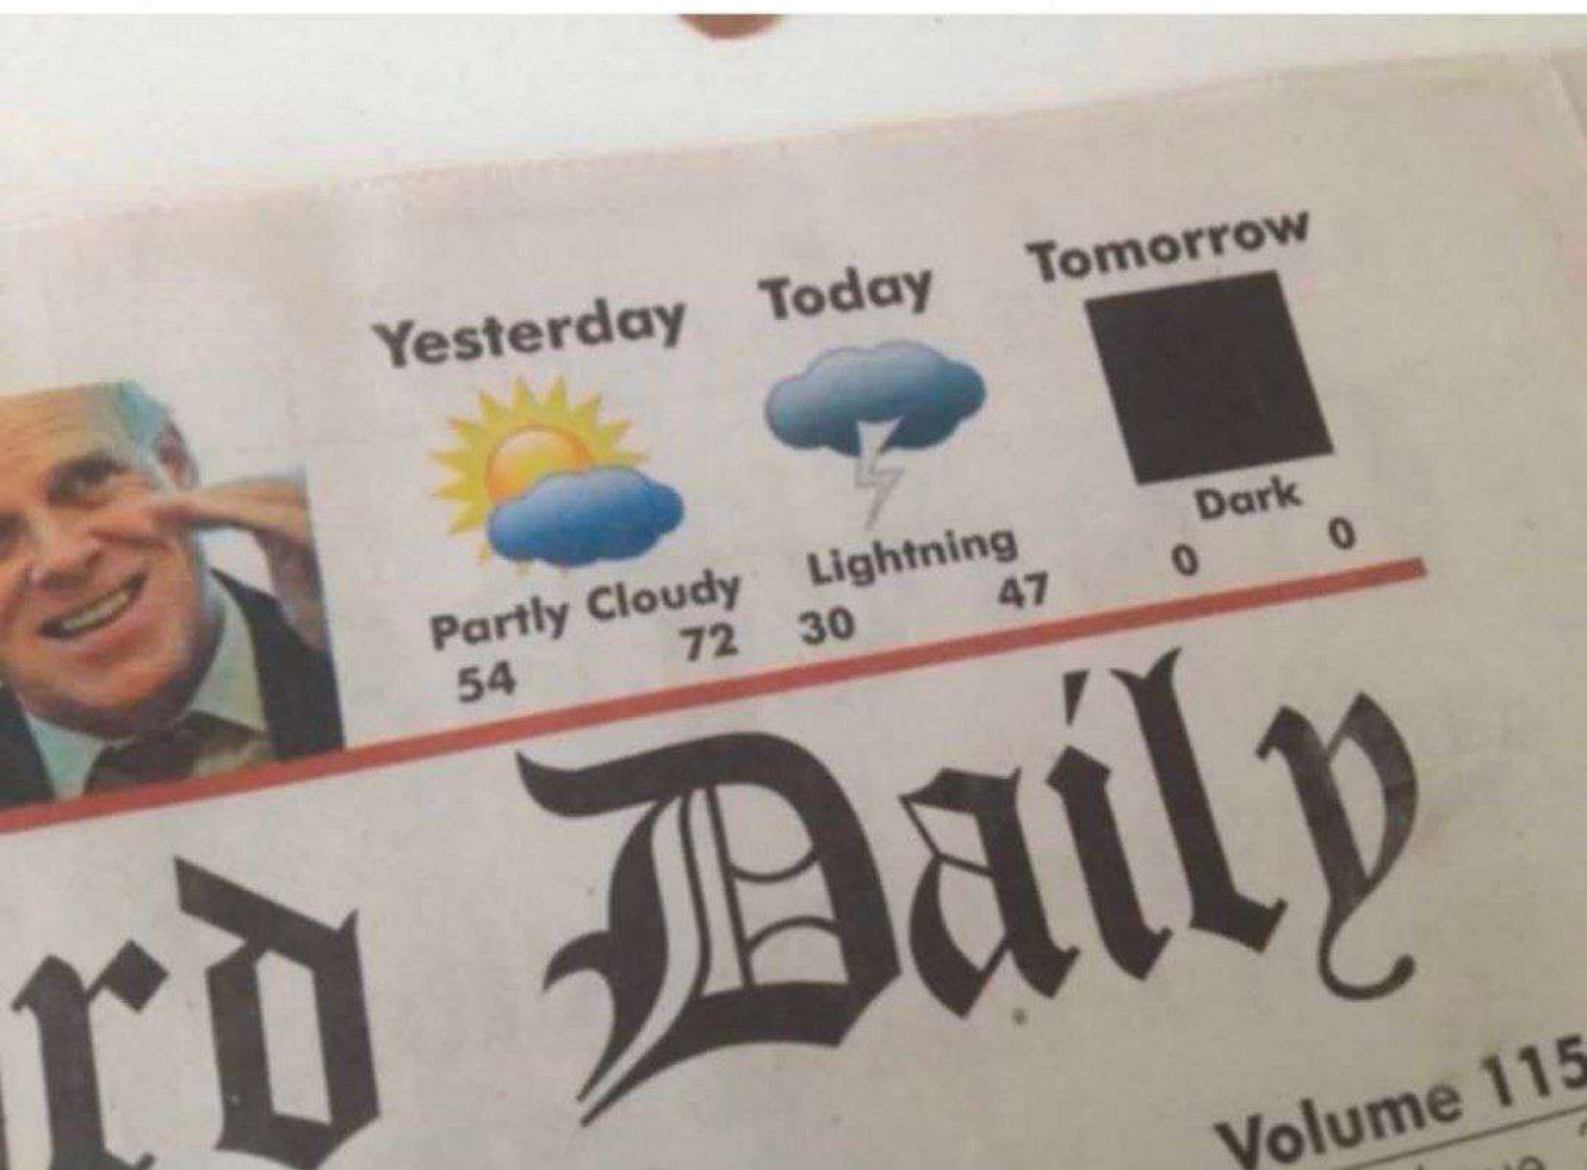 Yesterday Today Tomorrow
Partly Cloudy Lightning Dark
54 72 30 47 0 0
rd Daily
Volume 115